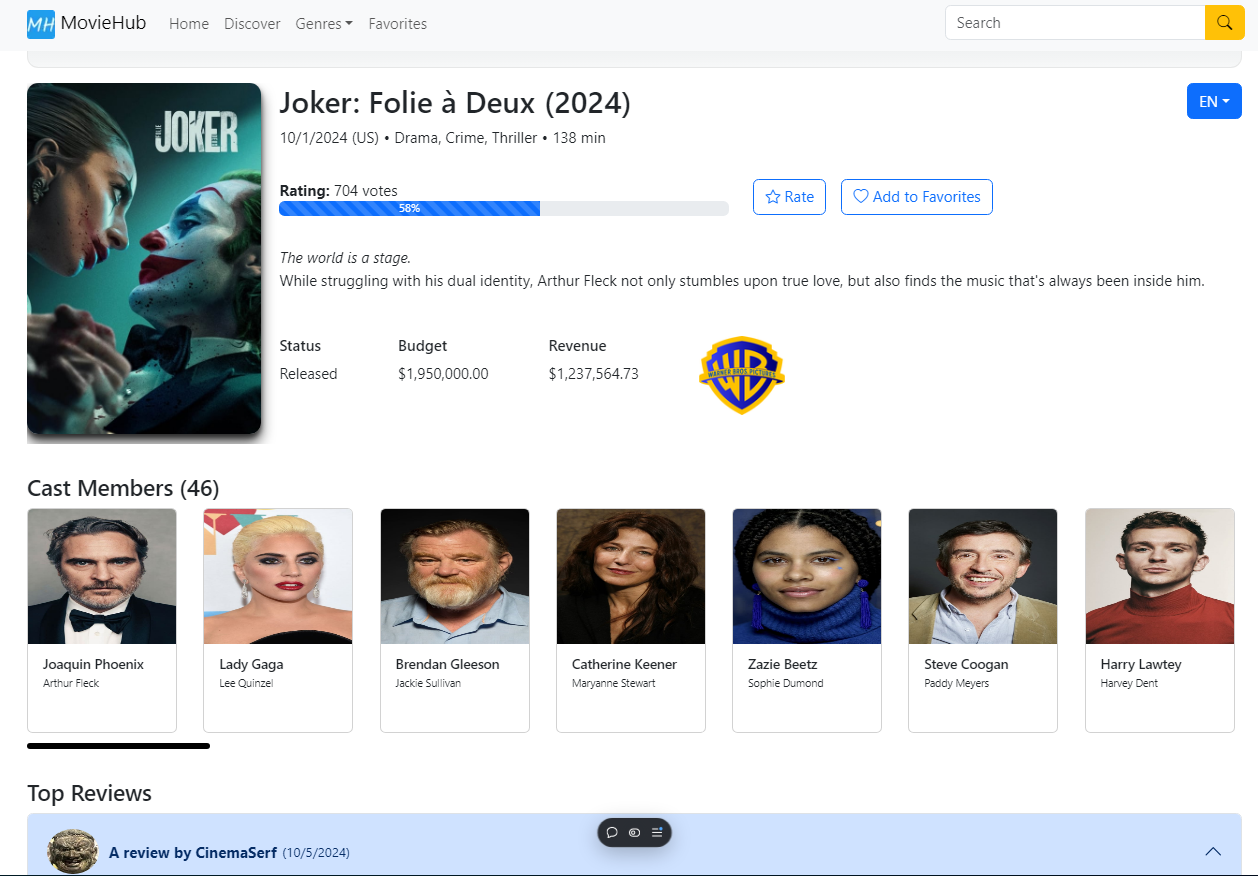 MH MovieHub Home Discover Genres Favorites Search
Joker: Folie à Deux (2024) EN
10/1/2024 (US) • Drama, Crime, Thriller • 138 min
JOKER
Rating: 704 votes
58%
Rate Add to Favorites
The world is a stage.
While struggling with his dual identity, Arthur Fleck not only stumbles upon true love, but also finds the music that's always been inside him.
Status Budget Revenue
Released $1,950,000.00 $1,237,564.73
WB
WARNER BROS PICTURES
Cast Members (46)
Joaquin Phoenix Lady Gaga Brendan Gleeson Catherine Keener Zazie Beetz Steve Coogan Harry Lawtey
Arthur Fleck Lee Quinzel Jackie Sullivan Maryanne Stewart Sophie Dumond Paddy Meyers Harvey Dent
Top Reviews
A review by CinemaSerf (10/5/2024)